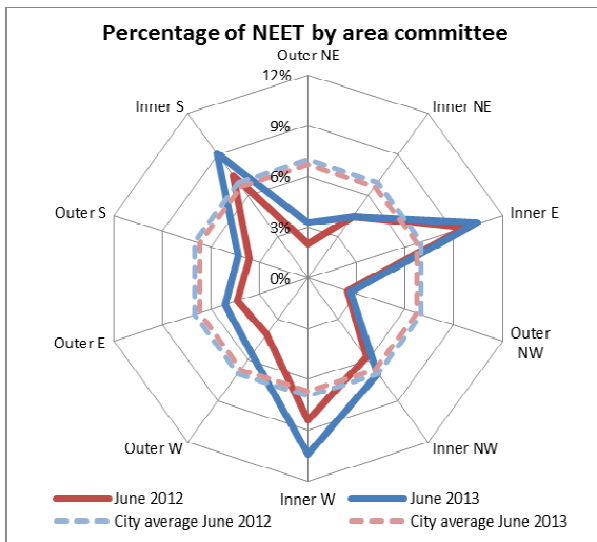 Percentage of NEET by area committee
Outer NE
12%
Inner S
Inner NE
9%
6%
Outer S
Inner E
3%
0%
Outer E
Outer
NW
Outer W
Inner NW
Inner W
June 2012
June 2013
City average June 2012
City average June 2013